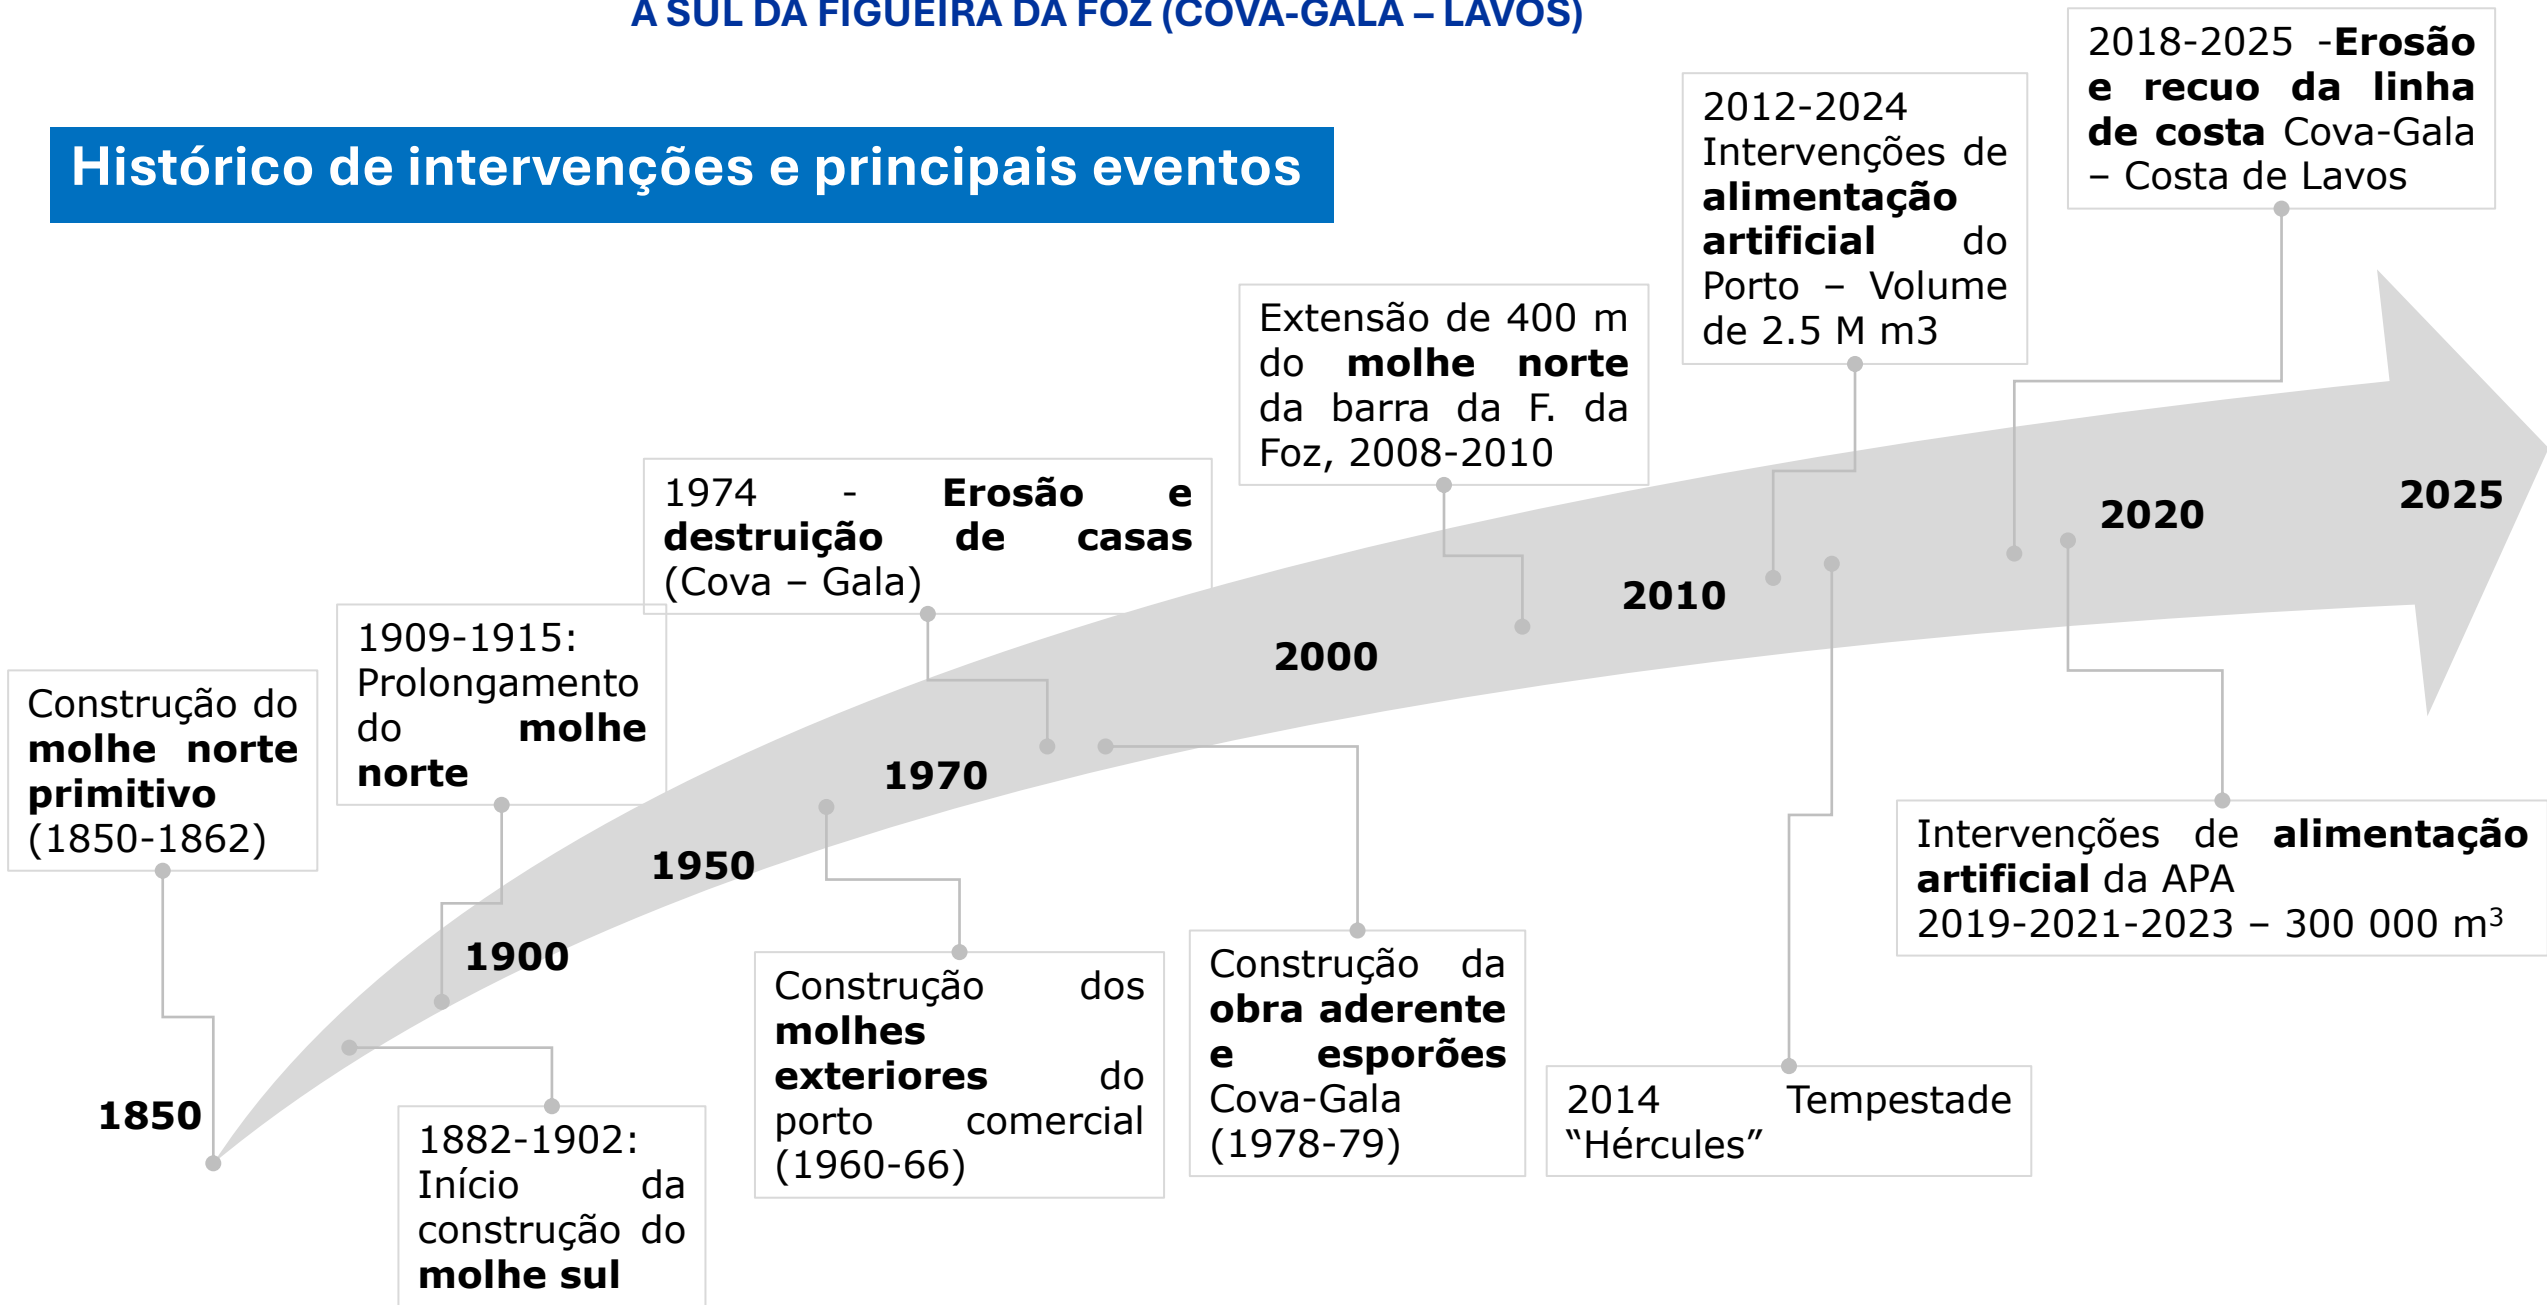 A SUL DA FIGUEIRA DA FOZ (COVA-GALA – LAVOS)
Histórico de intervenções e principais eventos
Construção do
molhe norte
primitivo
(1850-1862)
1909-1915:
Prolongamento
do molhe
norte
1974 - Erosão e
destruição de casas
(Cova – Gala)
Extensão de 400 m
do molhe norte
da barra da F. da
Foz, 2008-2010
2012-2024
Intervenções de
alimentação
artificial do
Porto – Volume
de 2.5 M m3
2018-2025 -Erosão
e recuo da linha
de costa Cova-Gala
– Costa de Lavos
1850
1900
1950
1970
2000
2010
2020
2025
1882-1902:
Início da
construção do
molhe sul
Construção dos
molhes
exteriores do
porto comercial
(1960-66)
Construção da
obra aderente
e esporões
Cova-Gala
(1978-79)
2014 Tempestade
“Hércules”
Intervenções de alimentação
artificial da APA
2019-2021-2023 – 300 000 m³